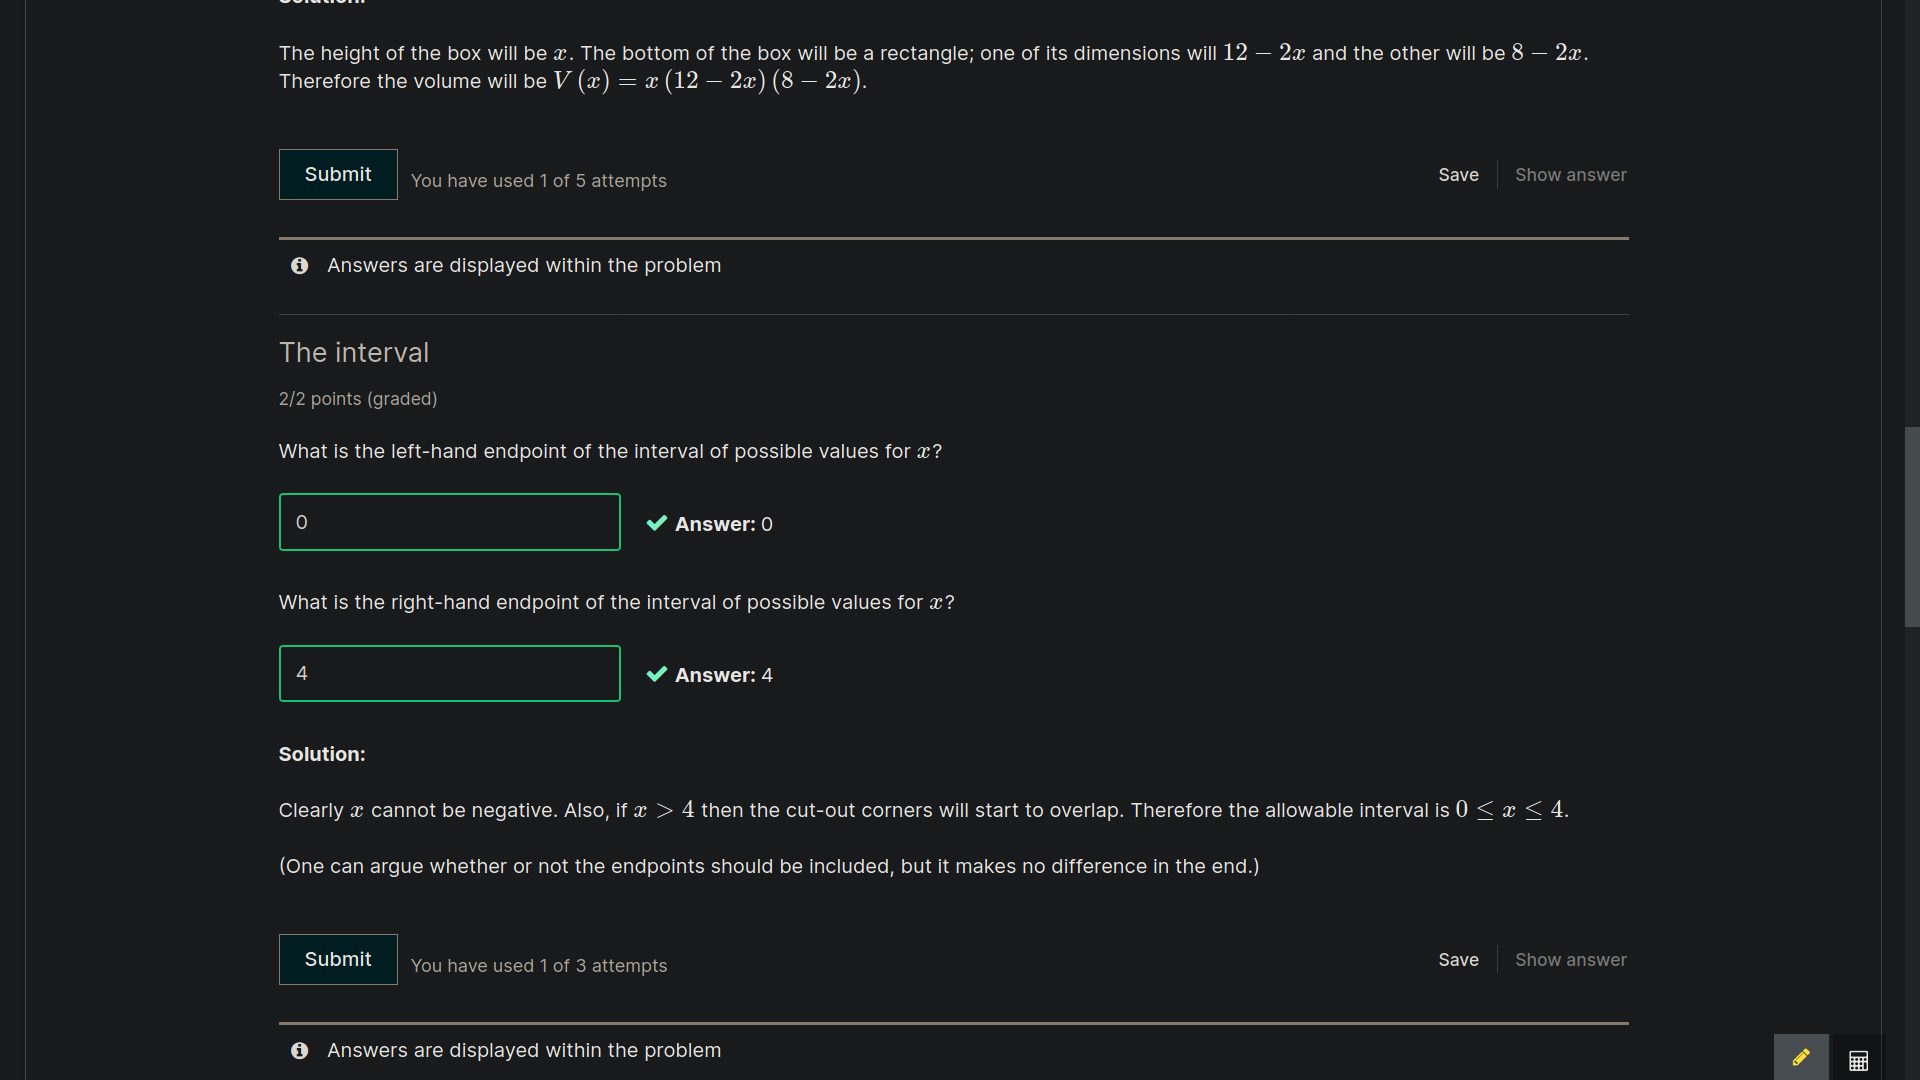 Solution:
The height of the box will be x. The bottom of the box will be a rectangle; one of its dimensions will 12 − 2x and the other will be 8 − 2x.
Therefore the volume will be V (x) = x (12 − 2x) (8 − 2x).
Submit
You have used 1 of 5 attempts
Save
Show answer
Answers are displayed within the problem
The interval
2/2 points (graded)
What is the left-hand endpoint of the interval of possible values for x?
0
Answer: 0
What is the right-hand endpoint of the interval of possible values for x?
4
Answer: 4
Solution:
Clearly x cannot be negative. Also, if x > 4 then the cut-out corners will start to overlap. Therefore the allowable interval is 0 ≤ x ≤ 4.
(One can argue whether or not the endpoints should be included, but it makes no difference in the end.)
Submit
You have used 1 of 3 attempts
Save
Show answer
Answers are displayed within the problem